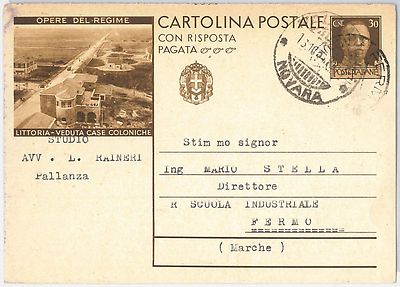 OPERE DEL REGIME
LITTORIA - VEDUTA CASE COLONICHE
CARTOLINA POSTALE
CON RISPOSTA
PAGATA
CENT. 30
POSTE ITALIANE
NOVARA
STUDIO
AVV . L. RAINERI
Pallanza
Stim mo signor
Ing MARIO STELLA
Direttore
R SCUOLA INDUSTRIALE
FERMO
( Marche )